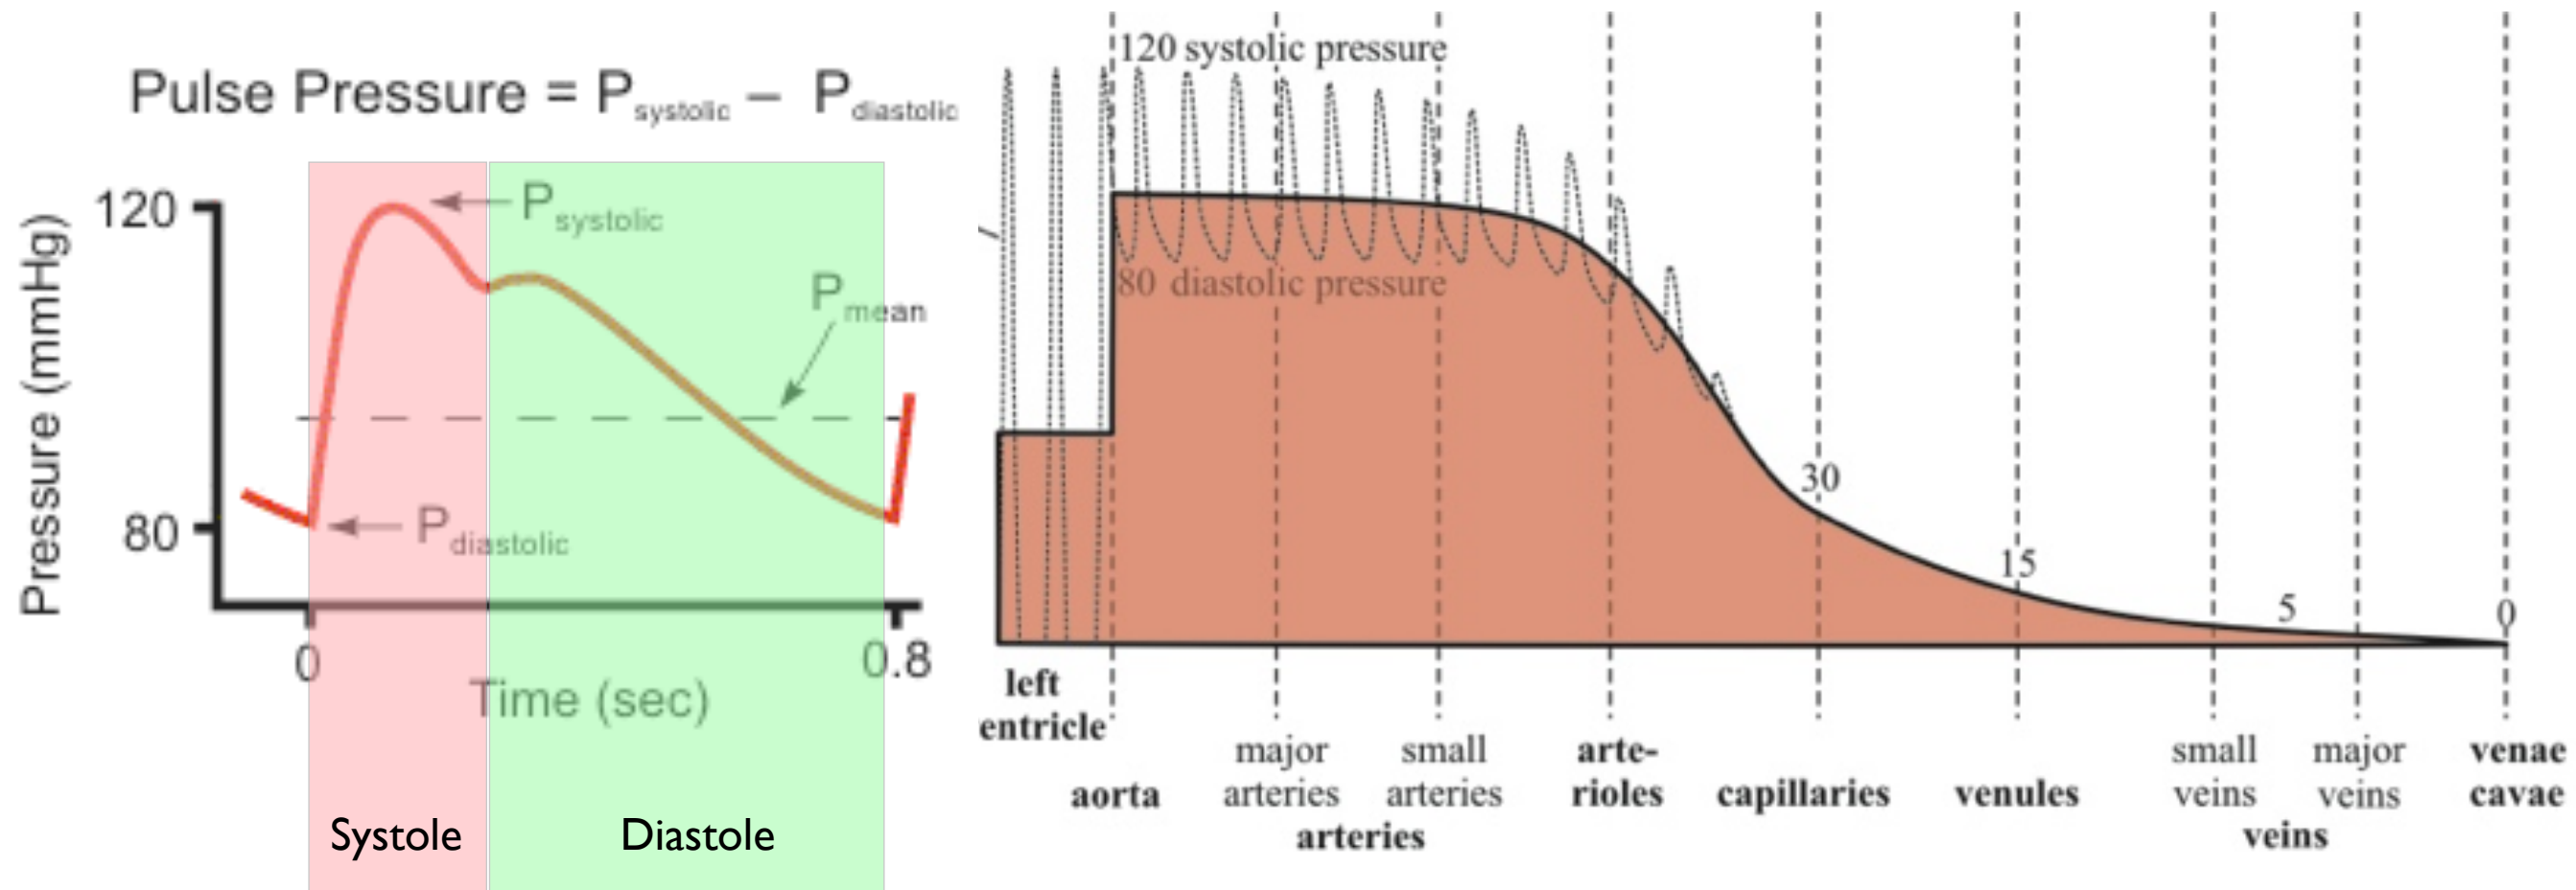 Pulse Pressure = Psystolic – Pdiastolic
120
Psystolic
Pmean
80
Pdiastolic
Pressure (mmHg)
0
0.8
Time (sec)
Systole
Diastole
120 systolic pressure
80 diastolic pressure
30
15
5
0
left
entricle
aorta
major
arteries
small
arteries
arteries
arte-
rioles
capillaries
venules
small
veins
major
veins
veins
venae
cavae